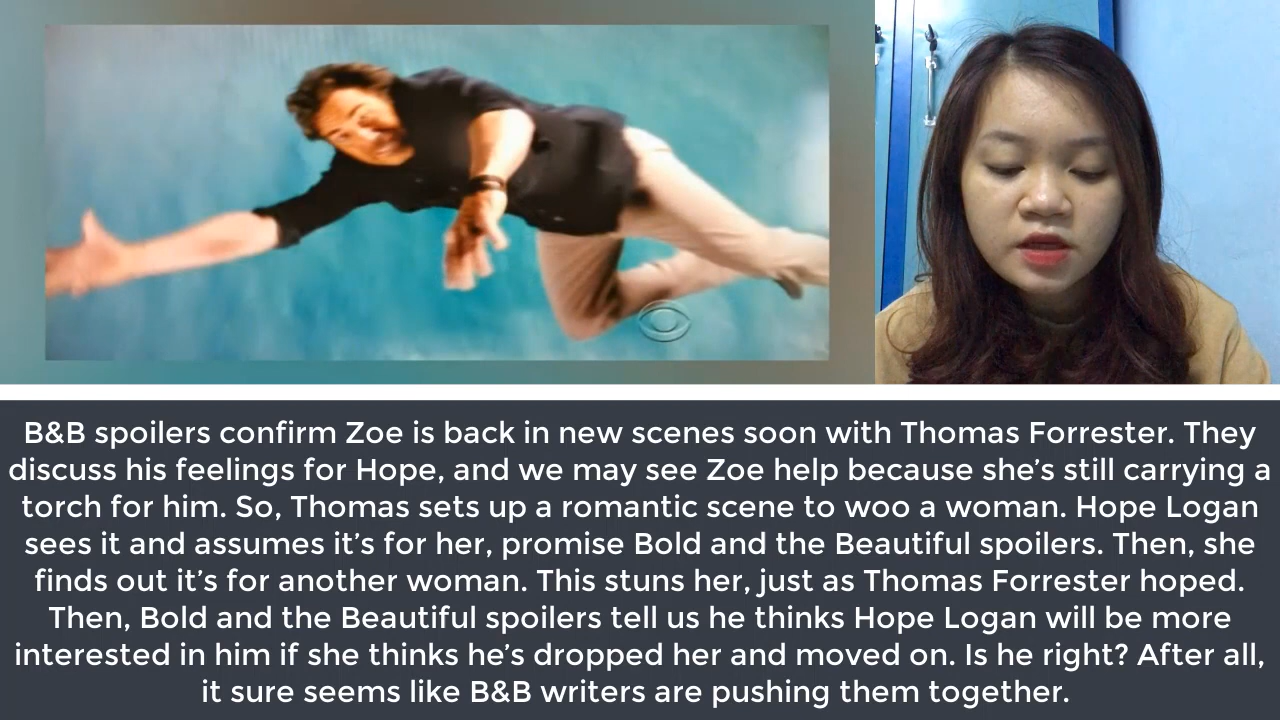 B&B spoilers confirm Zoe is back in new scenes soon with Thomas Forrester. They
discuss his feelings for Hope, and we may see Zoe help because she’s still carrying a
torch for him. So, Thomas sets up a romantic scene to woo a woman. Hope Logan
sees it and assumes it’s for her, promise Bold and the Beautiful spoilers. Then, she
finds out it’s for another woman. This stuns her, just as Thomas Forrester hoped.
Then, Bold and the Beautiful spoilers tell us he thinks Hope Logan will be more
interested in him if she thinks he’s dropped her and moved on. Is he right? After all,
it sure seems like B&B writers are pushing them together.